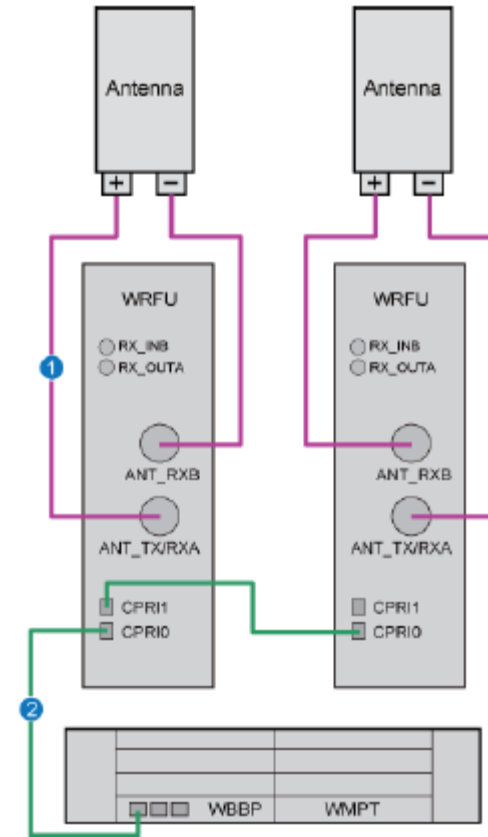 Antenna
Antenna
+ −
+ −
WRFU
WRFU
RX_INB
RX_INB
RX_OUTA
RX_OUTA
1
ANT_RXB
ANT_RXB
ANT_TX/RXA
ANT_TX/RXA
CPRI1
CPRI1
CPRI0
CPRI0
2
WBBP WMPT